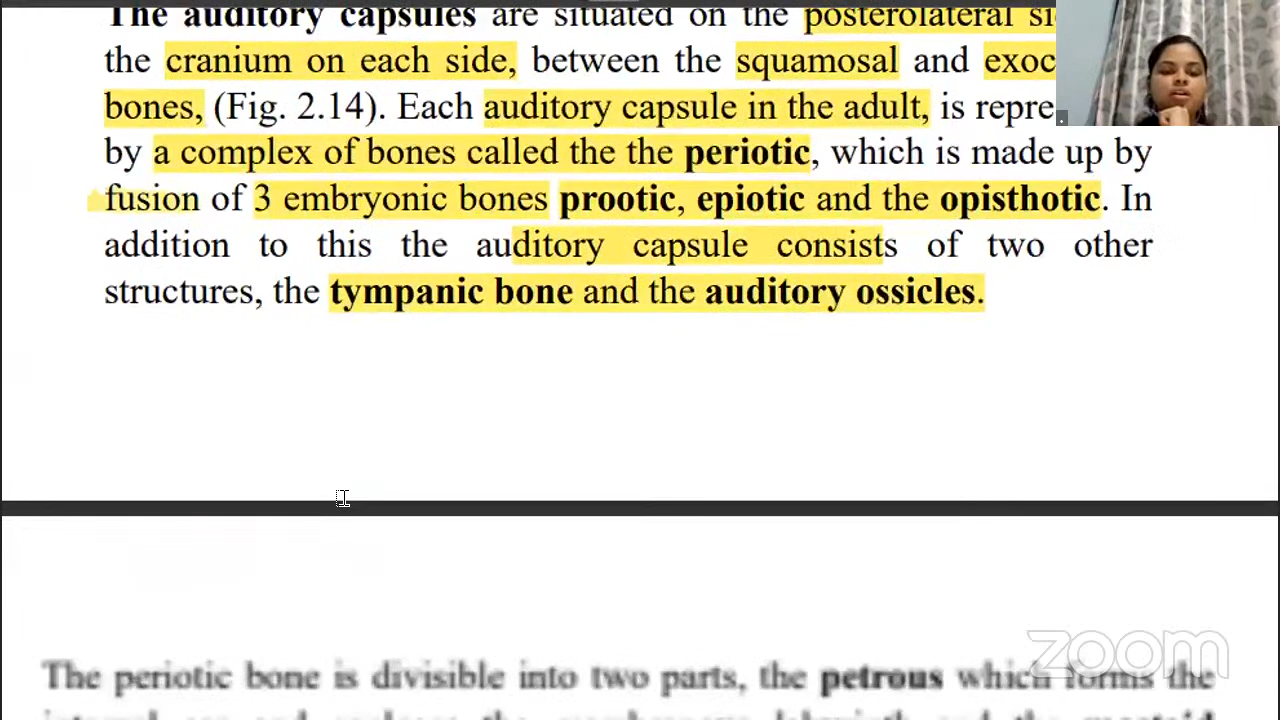 The auditory capsules are situated on the posterolateral
the cranium on each side, between the squamosal and
bones, (Fig. 2.14). Each auditory capsule in the adult, is
by a complex of bones called the the periotic, which is made up by
fusion of 3 embryonic bones prootic, epiotic and the opisthotic. In
addition to this the auditory capsule consists of two other
structures, the tympanic bone and the auditory ossicles.
The periotic bone is divisible into two parts, the petrous which forms the
zoom